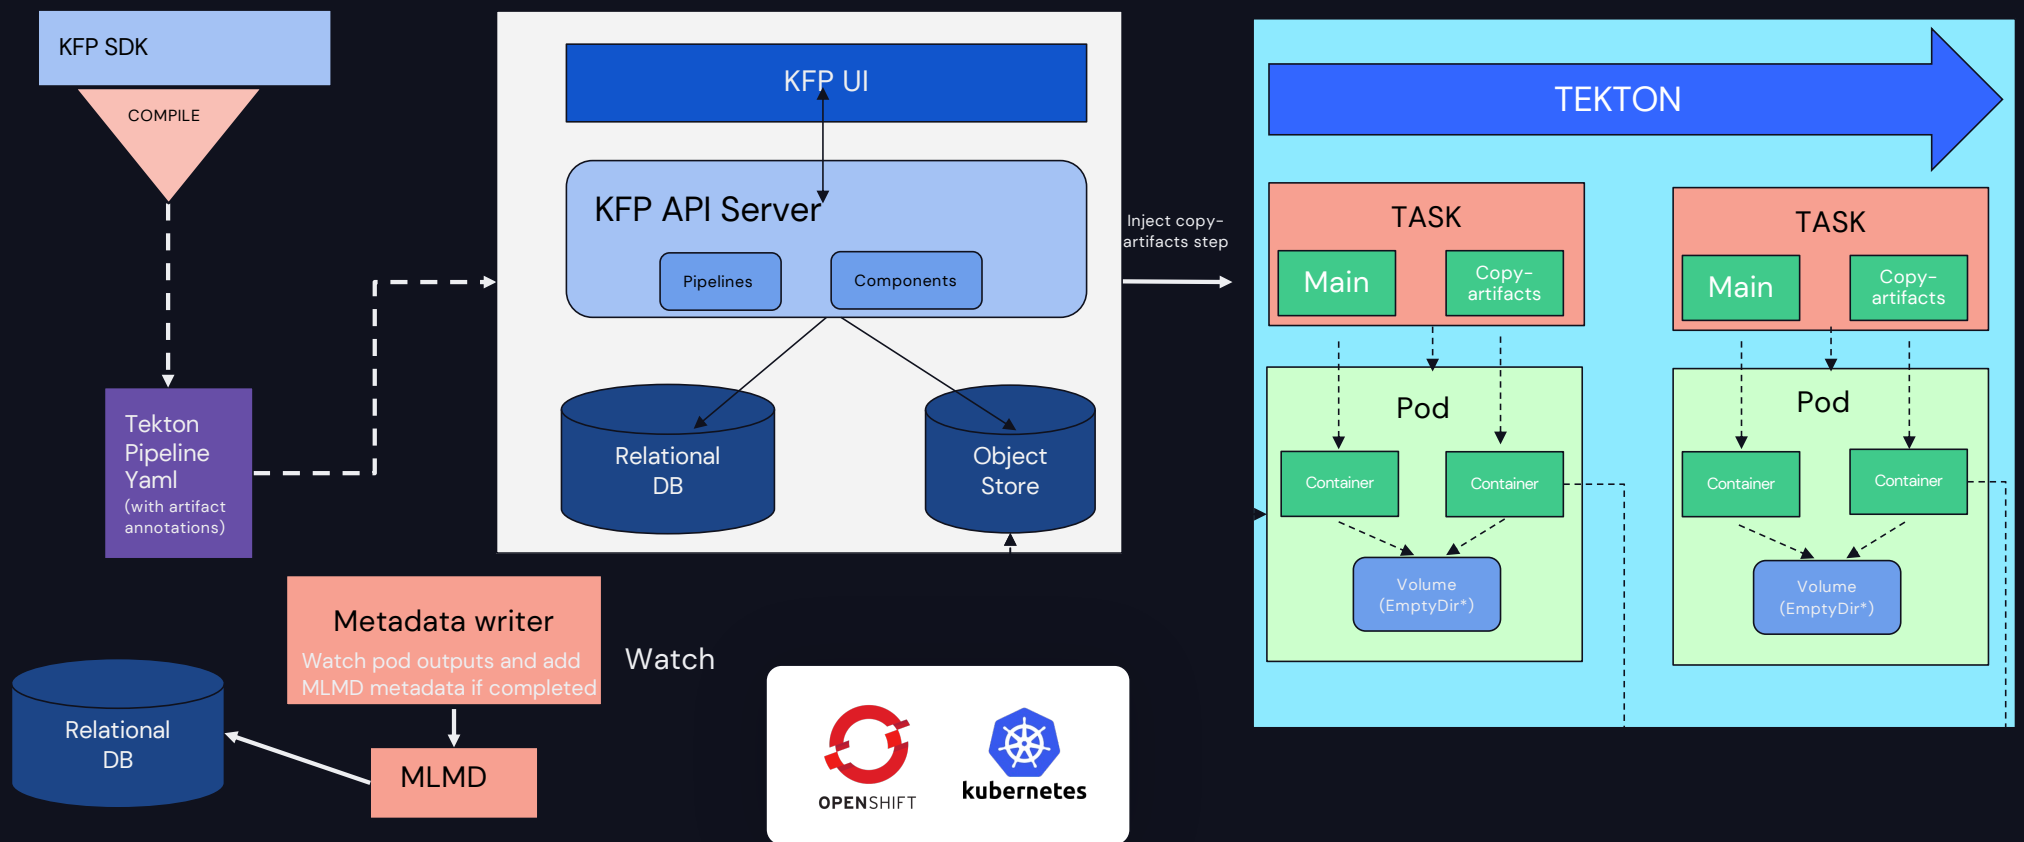 KFP SDK
COMPILE
Tekton
Pipeline
Yaml
(with artifact
annotations)
KFP UI
KFP API Server
Pipelines
Components
Relational
DB
Object
Store
Inject copy-
artifacts step
TEKTON
TASK
Main
Copy-
artifacts
Pod
Container
Container
Volume
(EmptyDir*)
TASK
Main
Copy-
artifacts
Pod
Container
Container
Volume
(EmptyDir*)
Metadata writer
Watch pod outputs and add
MLMD metadata if completed
Watch
MLMD
Relational
DB
OPENSHIFT
kubernetes